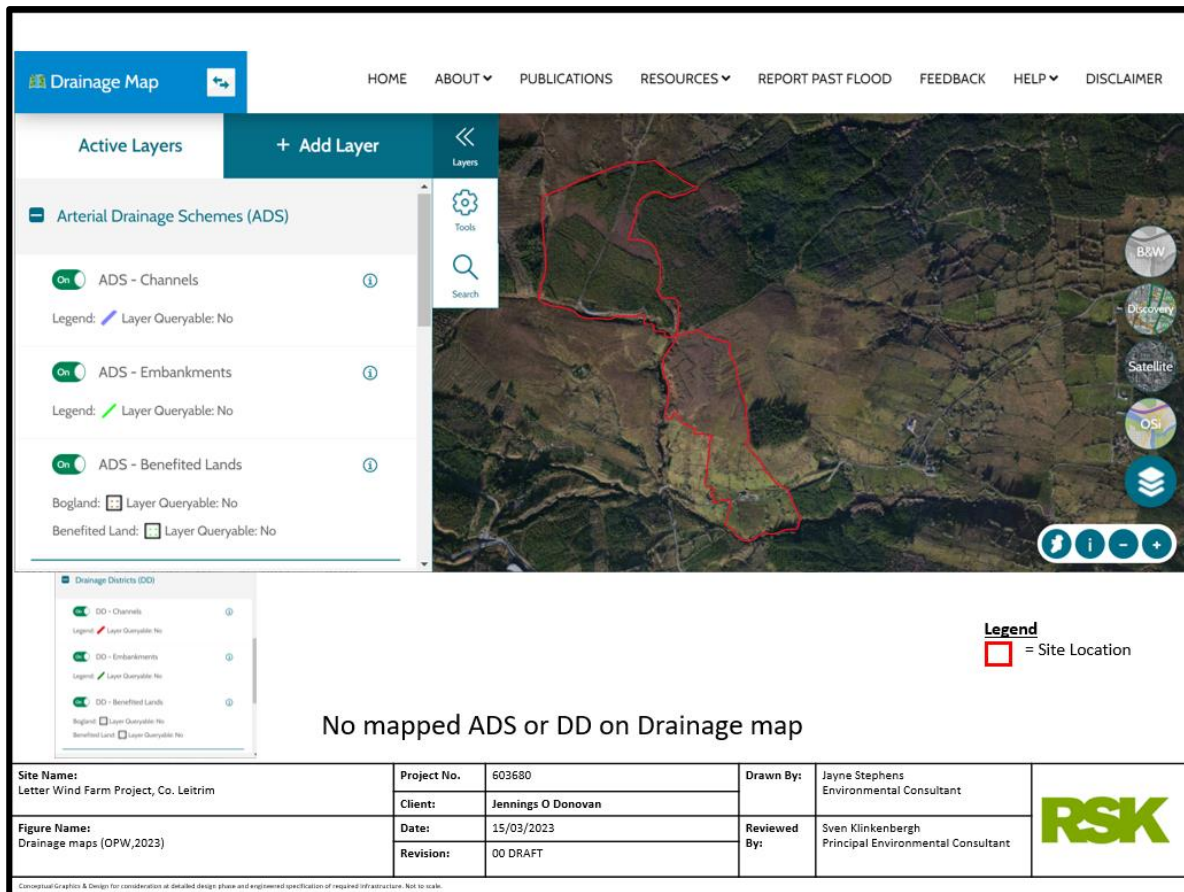 Drainage Map
HOME ABOUT PUBLICATIONS RESOURCES REPORT PAST FLOOD FEEDBACK HELP DISCLAIMER
Active Layers + Add Layer
Layers
Tools
Search
Arterial Drainage Schemes (ADS)
On ADS - Channels
Legend: Layer Queryable: No
On ADS - Embankments
Legend: Layer Queryable: No
On ADS - Benefited Lands
Bogland: Layer Queryable: No
Benefited Land: Layer Queryable: No
B&W
Discovery
Satellite
OSi
Drainage Districts (DD)
On DD - Channels
Legend: Layer Queryable: No
On DD - Embankments
Legend: Layer Queryable: No
On DD - Benefited Lands
Bogland: Layer Queryable: No
Benefited Land: Layer Queryable: No
Legend
= Site Location
No mapped ADS or DD on Drainage map
Site Name:
Letter Wind Farm Project, Co. Leitrim
Figure Name:
Drainage maps (OPW,2023)
Project No. 603680
Client: Jennings O Donovan
Date: 15/03/2023
Revision: 00 DRAFT
Drawn By: Jayne Stephens
Environmental Consultant
Reviewed By: Sven Klinkenbergh
Principal Environmental Consultant
RSK
Conceptual Graphics & Design for consideration at detailed design phase and engineered specification of required infrastructure. Not to scale.